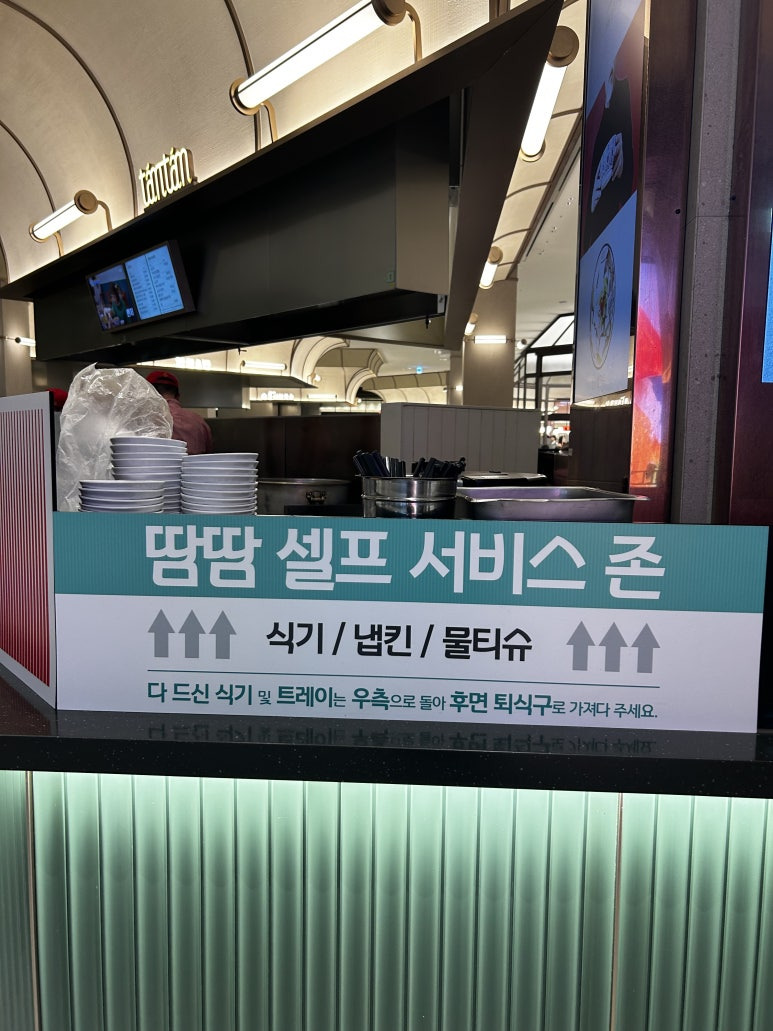 tántán
땀땀 셀프 서비스 존
식기 / 냅킨 / 물티슈
다 드신 식기 및 트레이는 우측으로 돌아 후면 퇴식구로 가져다 주세요.